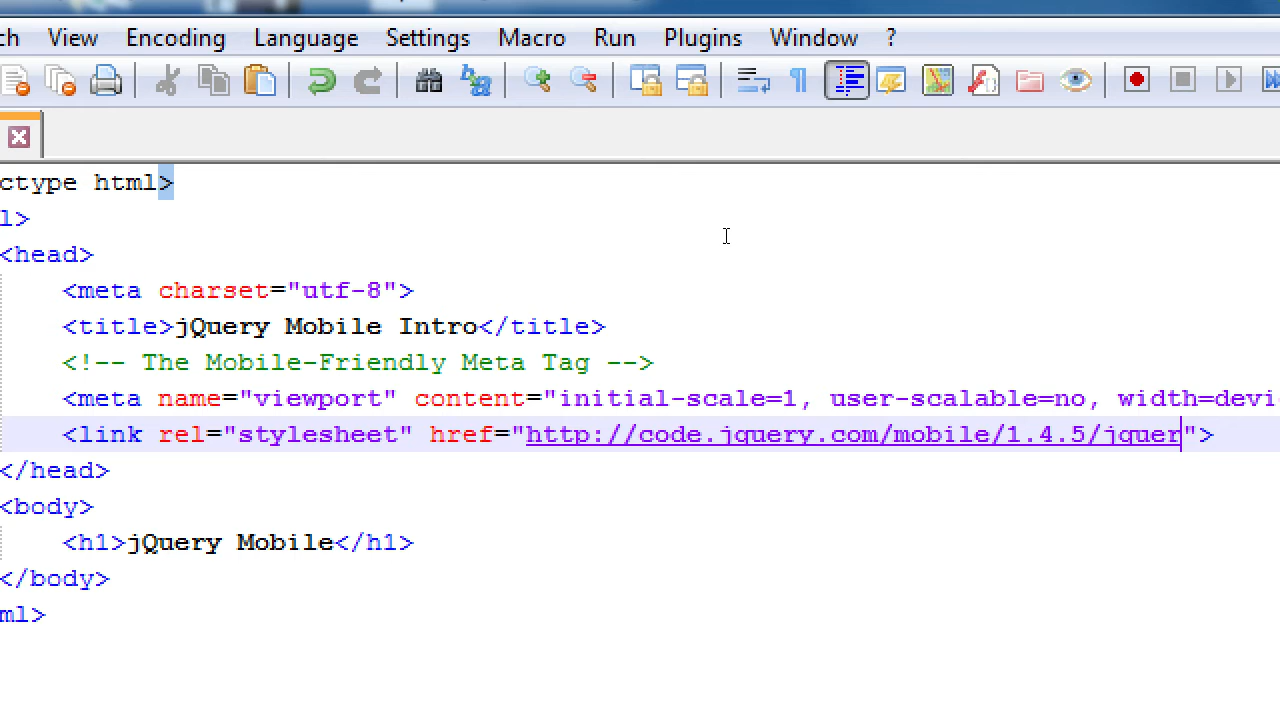 ch View Encoding Language Settings Macro Run Plugins Window ?
ctype html>
l>
<head>
<meta charset="utf-8">
<title>jQuery Mobile Intro</title>
<!-- The Mobile-Friendly Meta Tag -->
<meta name="viewport" content="initial-scale=1, user-scalable=no, width=devi
<link rel="stylesheet" href="http://code.jquery.com/mobile/1.4.5/jquer">
</head>
<body>
<h1>jQuery Mobile</h1>
</body>
ml>